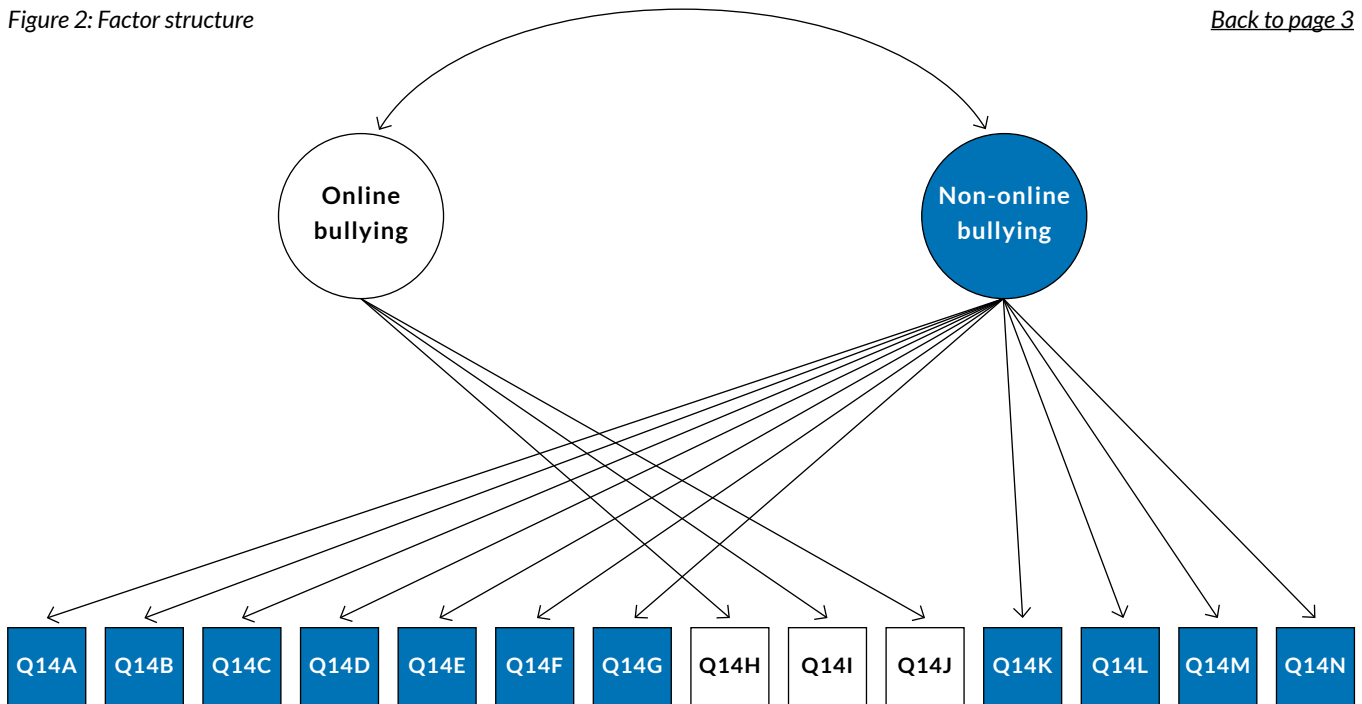 Figure 2: Factor structure
Back to page 3
Online
bullying
Non-online
bullying
Q14A
Q14B
Q14C
Q14D
Q14E
Q14F
Q14G
Q14H
Q14I
Q14J
Q14K
Q14L
Q14M
Q14N